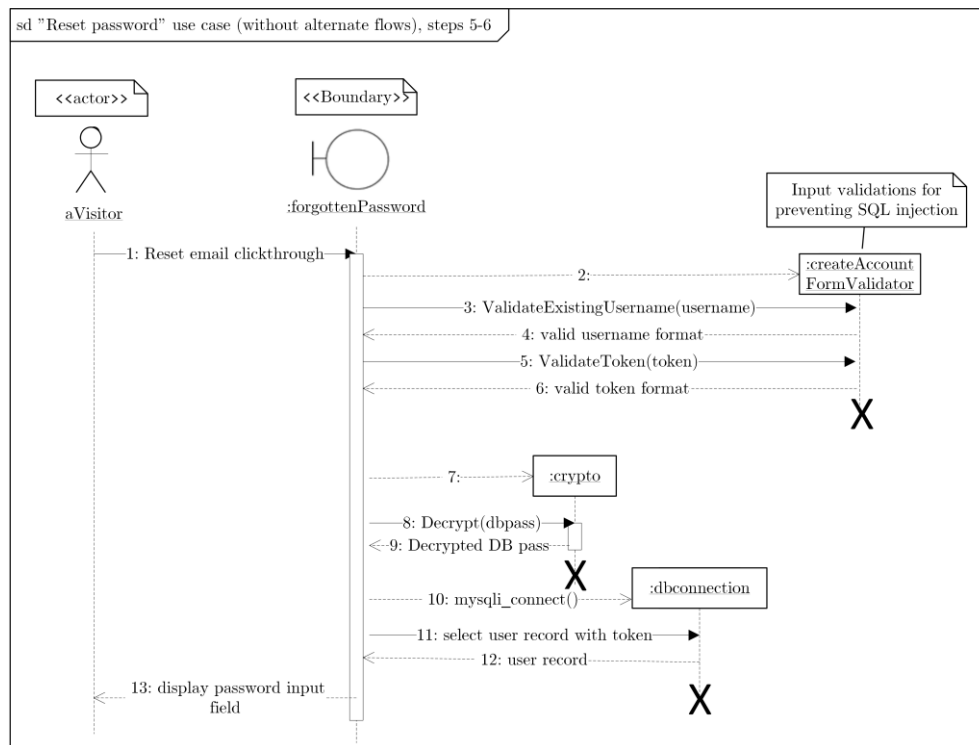 sd "Reset password" use case (without alternate flows), steps 5-6
<<actor>>
<<Boundary>>
aVisitor
:forgottenPassword
Input validations for
preventing SQL injection
1: Reset email clickthrough
2:
:createAccount
FormValidator
3: ValidateExistingUsername(username)
4: valid username format
5: ValidateToken(token)
6: valid token format
7:
:crypto
8: Decrypt(dbpass)
9: Decrypted DB pass
10: mysqli_connect()
:dbconnection
11: select user record with token
12: user record
13: display password input
field